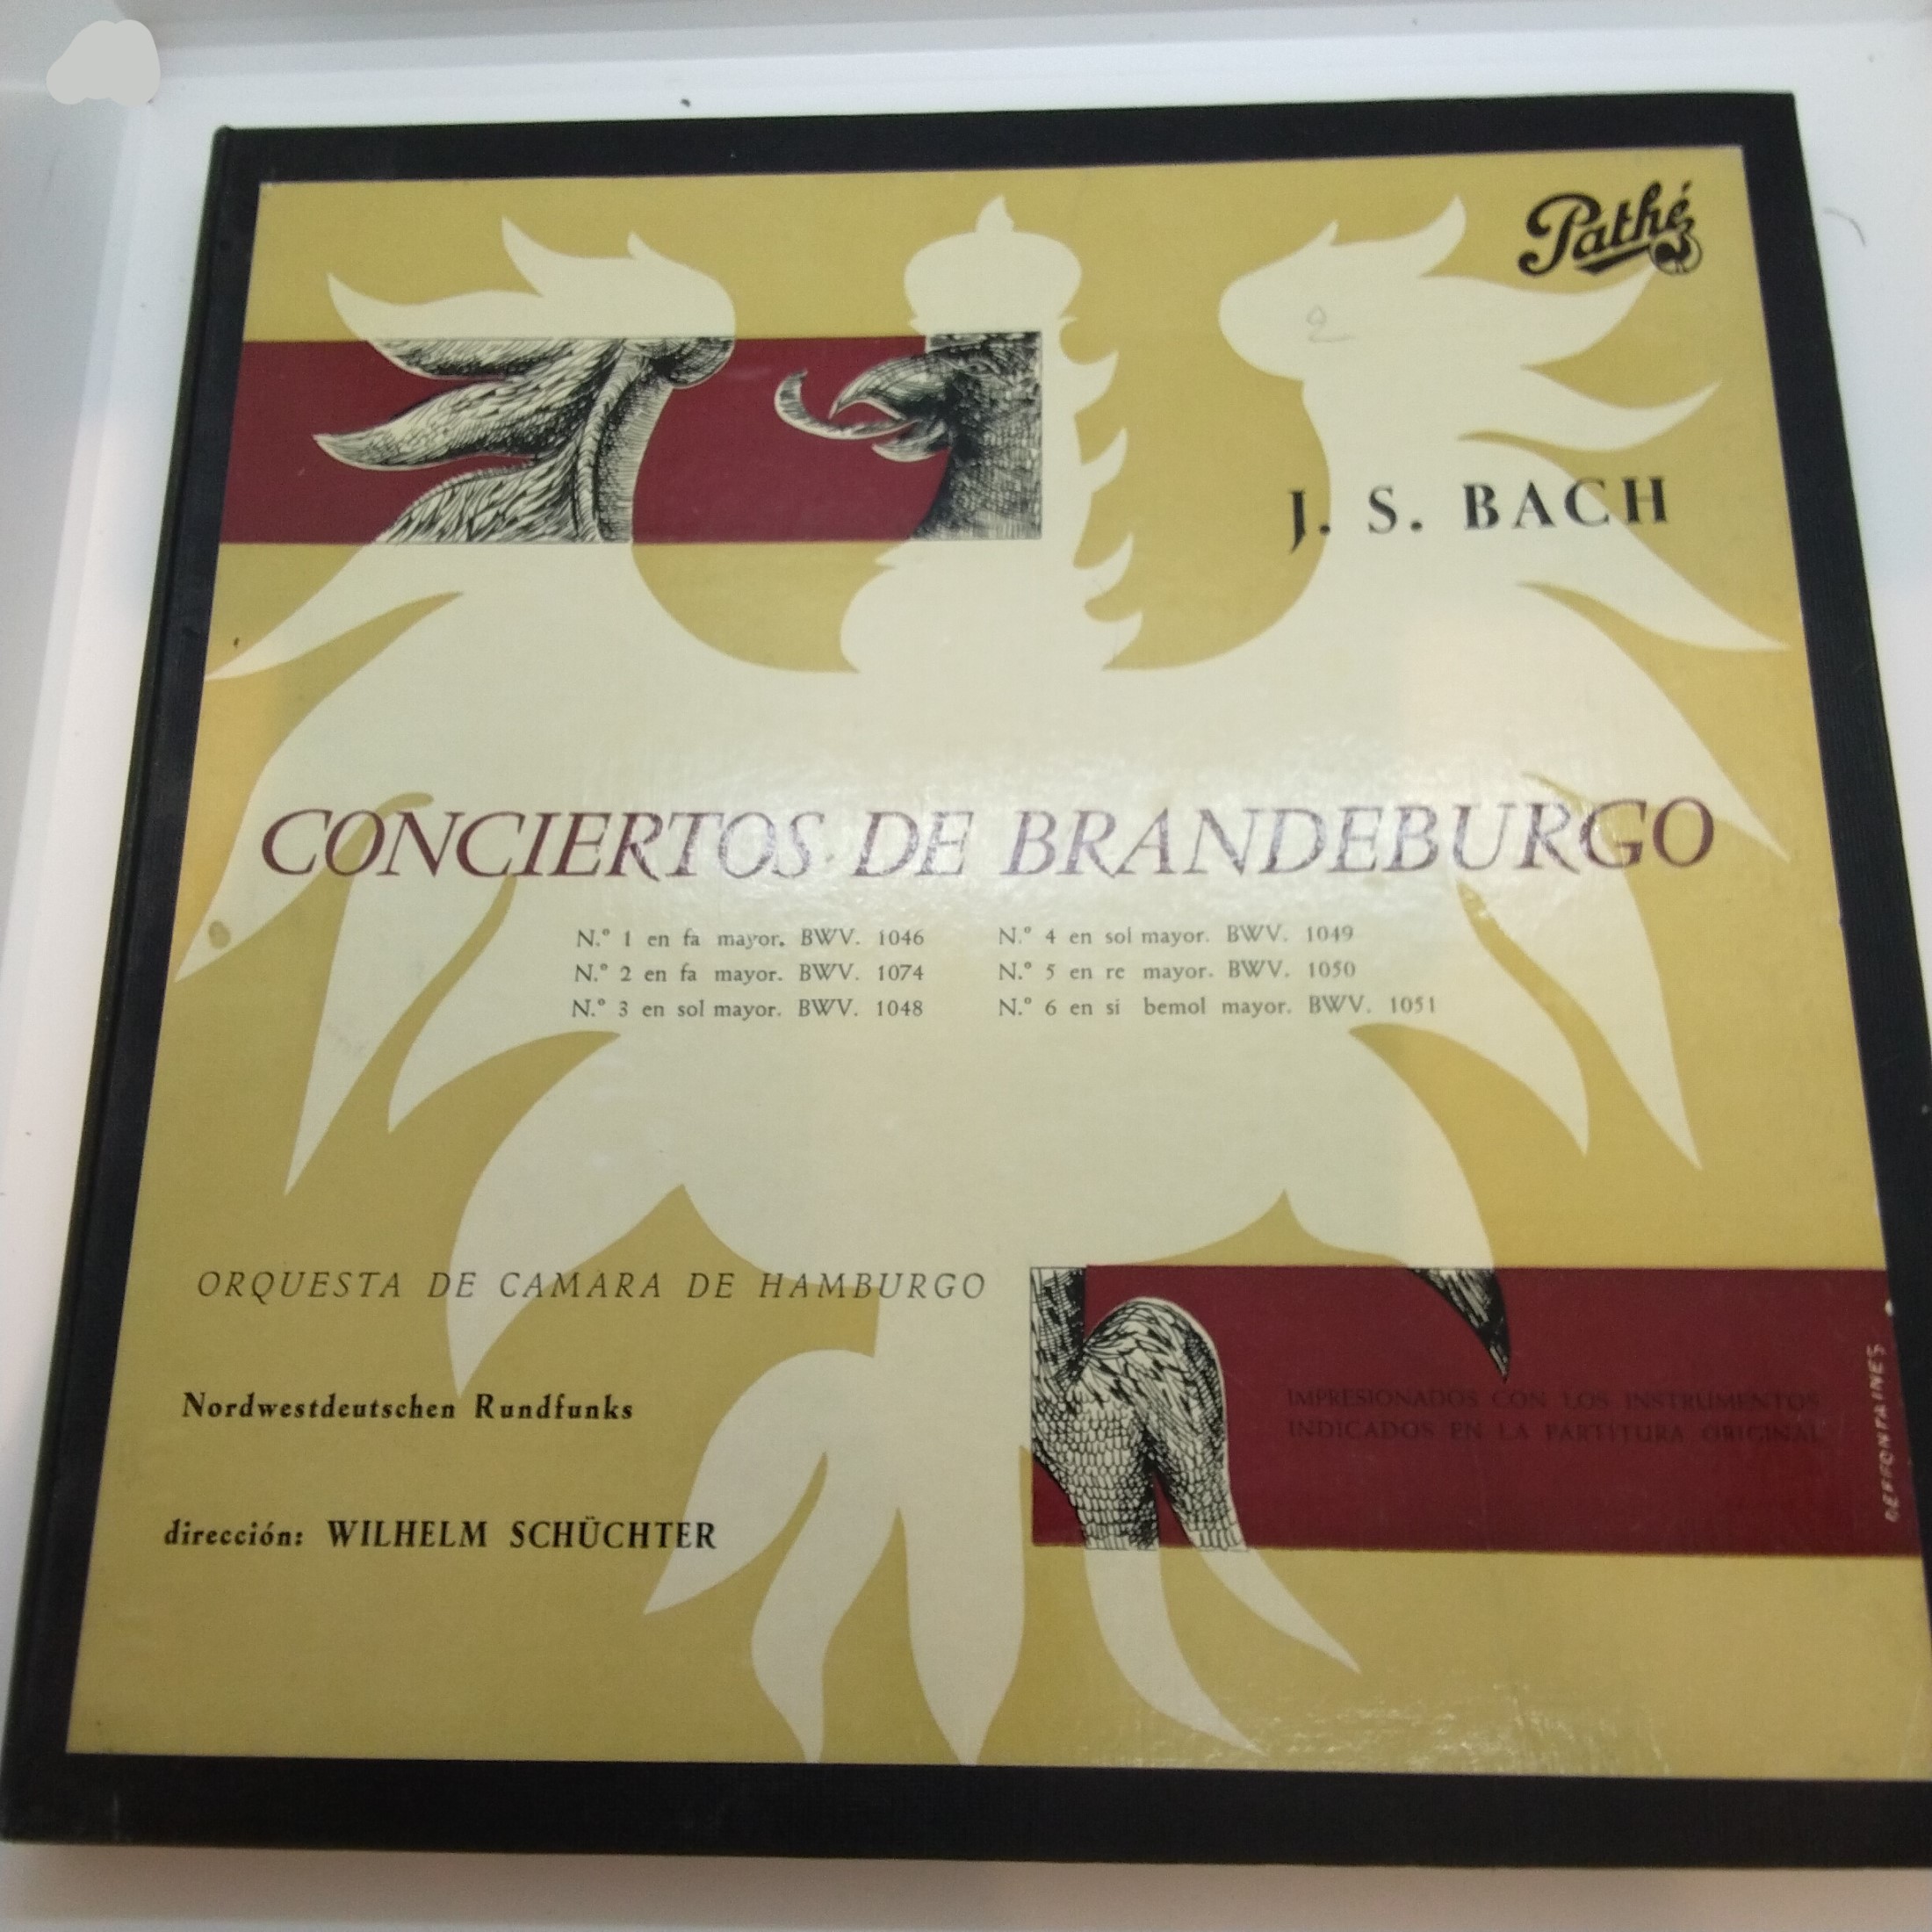 Pathé
2
J. S. BACH
CONCIERTOS DE BRANDEBURGO
N.º 1 en fa mayor. BWV. 1046
N.º 2 en fa mayor. BWV. 1074
N.º 3 en sol mayor. BWV. 1048
N.º 4 en sol mayor. BWV. 1049
N.º 5 en re mayor. BWV. 1050
N.º 6 en si bemol mayor. BWV. 1051
ORQUESTA DE CAMARA DE HAMBURGO
Nordwestdeutschen Rundfunks
dirección: WILHELM SCHÜCHTER
IMPRESIONADOS CON LOS INSTRUMENTOS
INDICADOS EN LA PARTITURA ORIGINAL
DEFFONTAINES